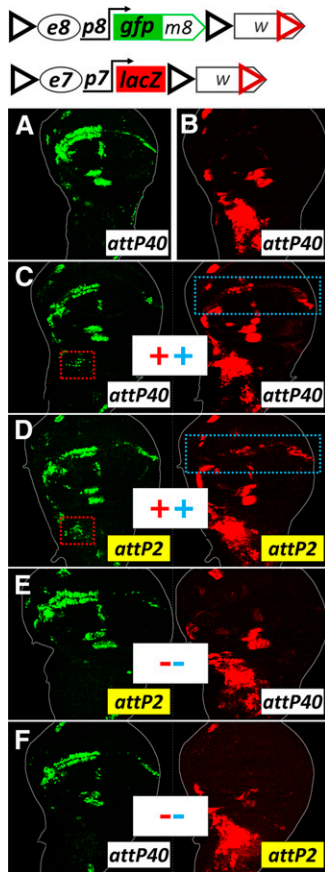 e8 p8 gfp m8 w
e7 p7 lacZ w
A B
attP40 attP40
C
+ +
attP40 attP40
D
+ +
attP2 attP2
E
- -
attP2 attP40
F
- -
attP40 attP2